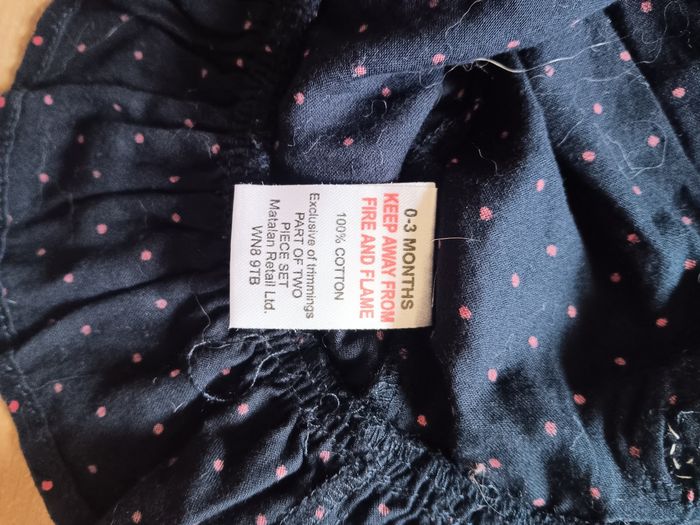 0-3 MONTHS
KEEP AWAY FROM
FIRE AND FLAME
100% COTTON
Exclusive of trimmings
PART OF TWO
PIECE SET
Matalan Retail Ltd.
WN8 9TB